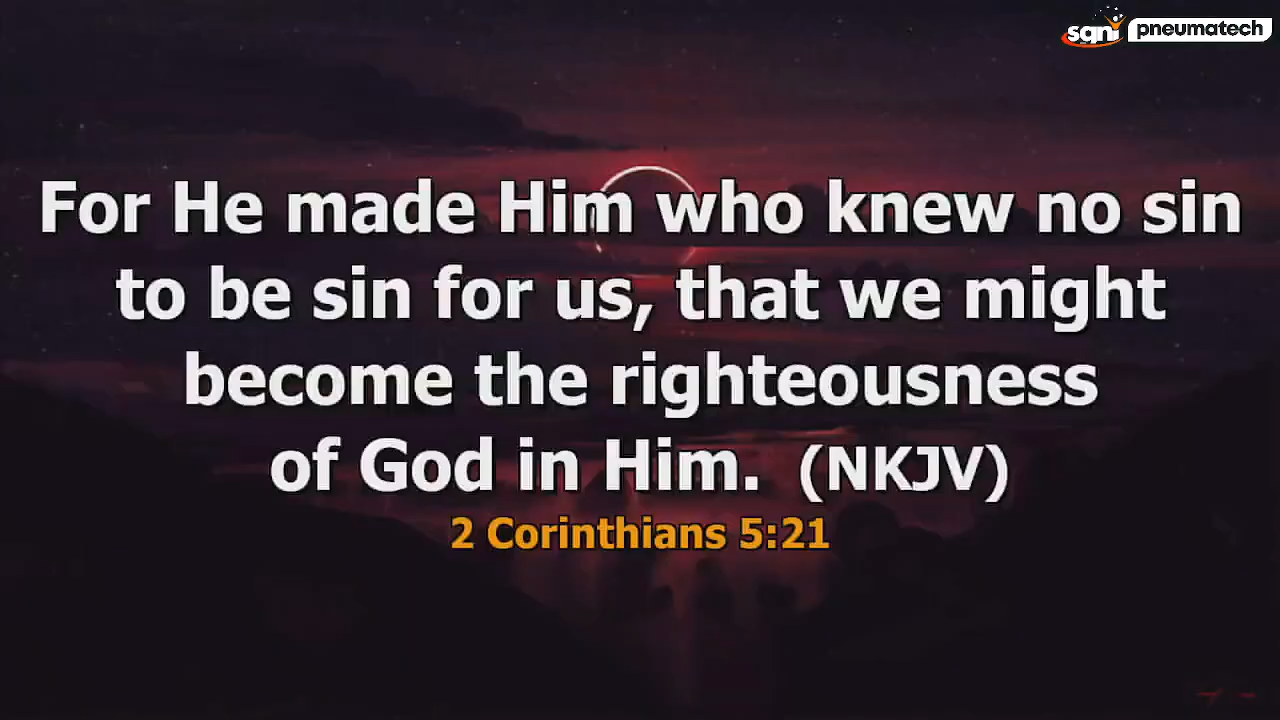 sqni pneumatech
For He made Him who knew no sin
to be sin for us, that we might
become the righteousness
of God in Him. (NKJV)
2 Corinthians 5:21